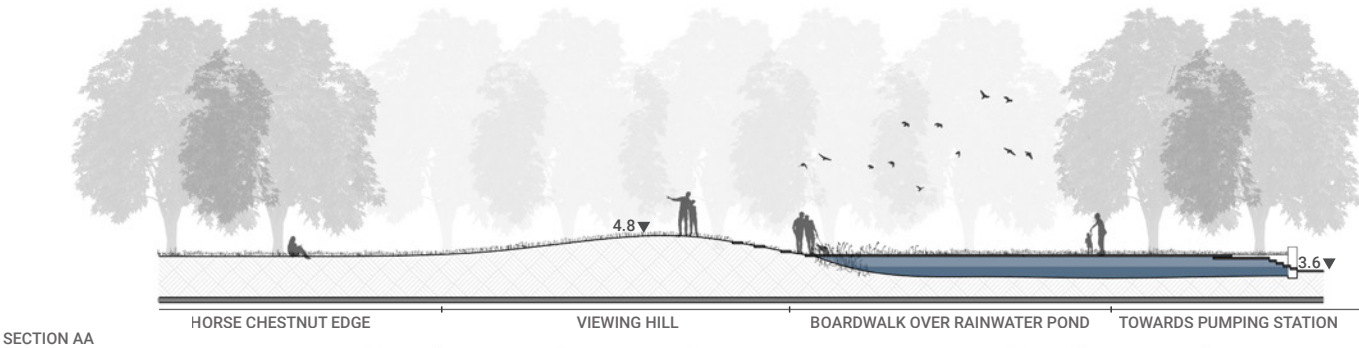 4.8
3.6
HORSE CHESTNUT EDGE
VIEWING HILL
BOARDWALK OVER RAINWATER POND
TOWARDS PUMPING STATION
SECTION AA